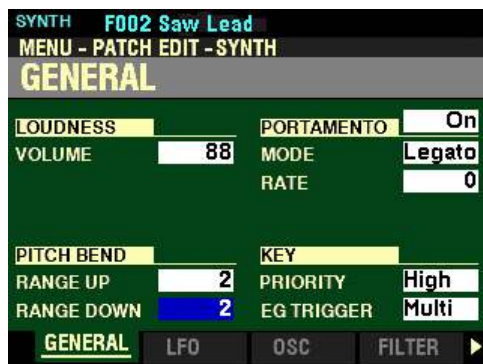 SYNTH F002 Saw Lead
MENU - PATCH EDIT - SYNTH
GENERAL
LOUDNESS
VOLUME 88
PORTAMENTO On
MODE Legato
RATE 0
PITCH BEND
RANGE UP 2
RANGE DOWN 2
KEY
PRIORITY High
EG TRIGGER Multi
GENERAL LFO OSC FILTER